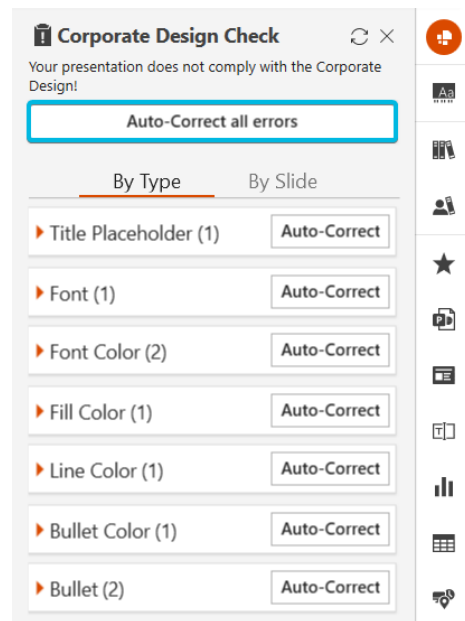 Corporate Design Check
Your presentation does not comply with the Corporate
Design!
Auto-Correct all errors
By Type By Slide
Title Placeholder (1) Auto-Correct
Font (1) Auto-Correct
Font Color (2) Auto-Correct
Fill Color (1) Auto-Correct
Line Color (1) Auto-Correct
Bullet Color (1) Auto-Correct
Bullet (2) Auto-Correct
Aa
P
T